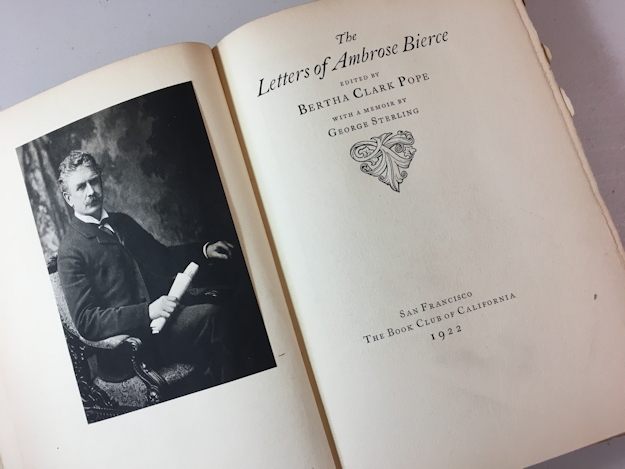 The
Letters of Ambrose Bierce
EDITED BY
BERTHA CLARK POPE
WITH A MEMOIR BY
GEORGE STERLING
SAN FRANCISCO
THE BOOK CLUB OF CALIFORNIA
1922